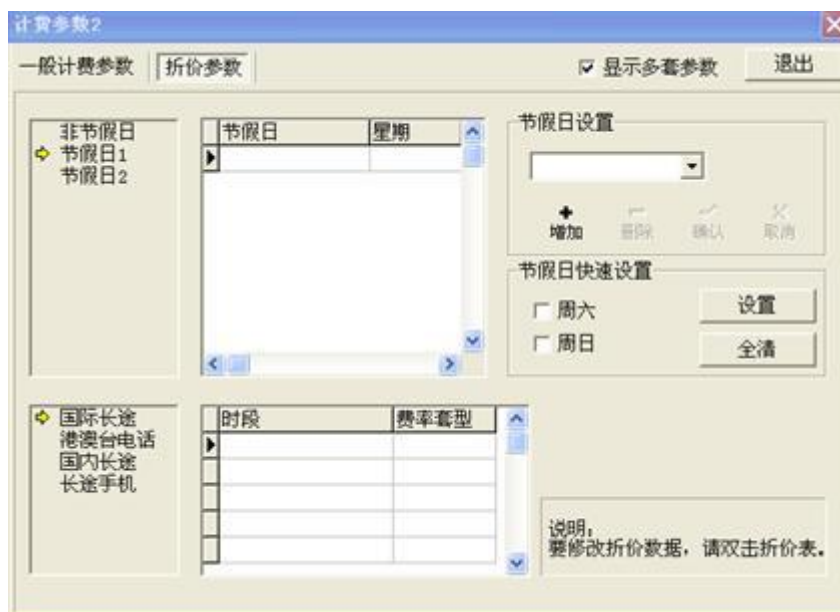 计费参数2
一般计费参数 折价参数 显示多套参数 退出
非节假日
节假日1
节假日2
节假日 星期
节假日设置
增加 删除 确认 取消
节假日快速设置
周六 设置
周日 全清
国际长途
港澳台电话
国内长途
长途手机
时段 费率套型
说明：
要修改折价数据，请双击折价表。